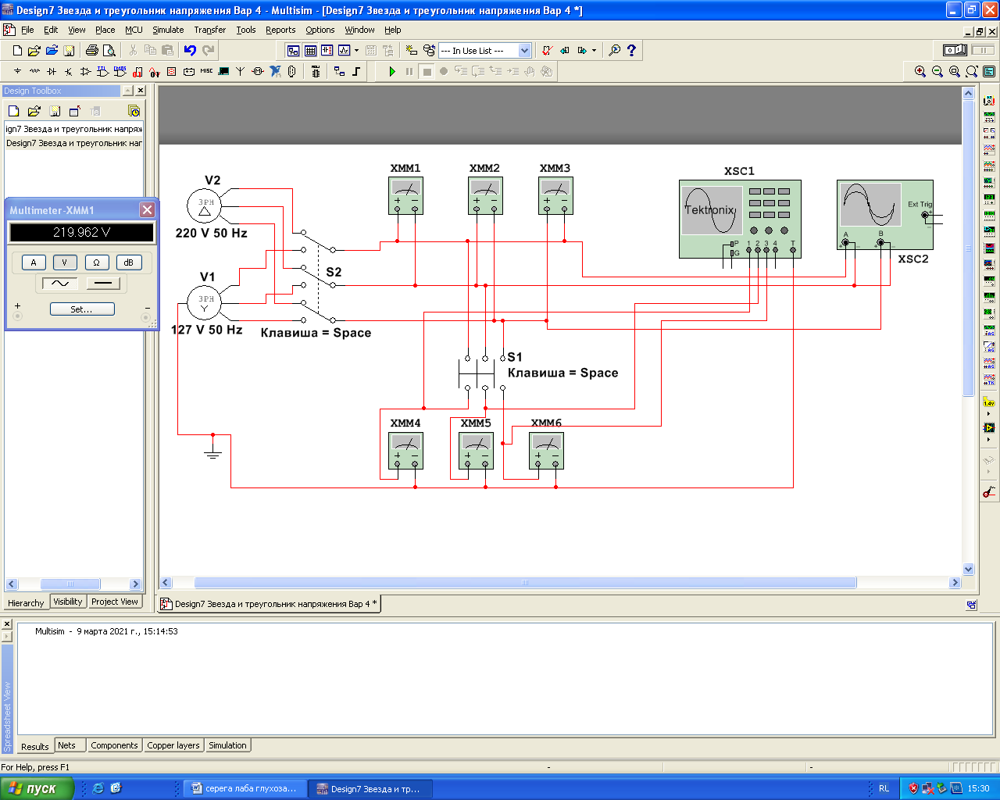 Design7 Звезда и треугольник напряжения Вар 4 - Multisim - [Design7 Звезда и треугольник напряжения Вар 4 *]
File Edit View Place MCU Simulate Transfer Tools Reports Options Window Help
--- In Use List ---
MISC
Design Toolbox
ign7 Звезда и треугольник напряж
Design7 Звезда и треугольник наг
Multimeter-XMM1
219.962 V
A V Ω dB
+ Set... −
Hierarchy Visibility Project View
V2
3PH
220 V 50 Hz
V1
3PH
127 V 50 Hz
S2
Клавиша = Space
XMM1 XMM2 XMM3
S1
Клавиша = Space
XMM4 XMM5 XMM6
XSC1
Tektronix
P
G
1 2 3 4 T
Ext Trig
A B
XSC2
Design7 Звезда и треугольник напряжения Вар 4 *
Multisim - 9 марта 2021 г., 15:14:53
Spreadsheet View
Results Nets Components Copper layers Simulation
For Help, press F1
пуск
серега лаба глухоза...
Design7 Звезда и тр...
RL
15:30